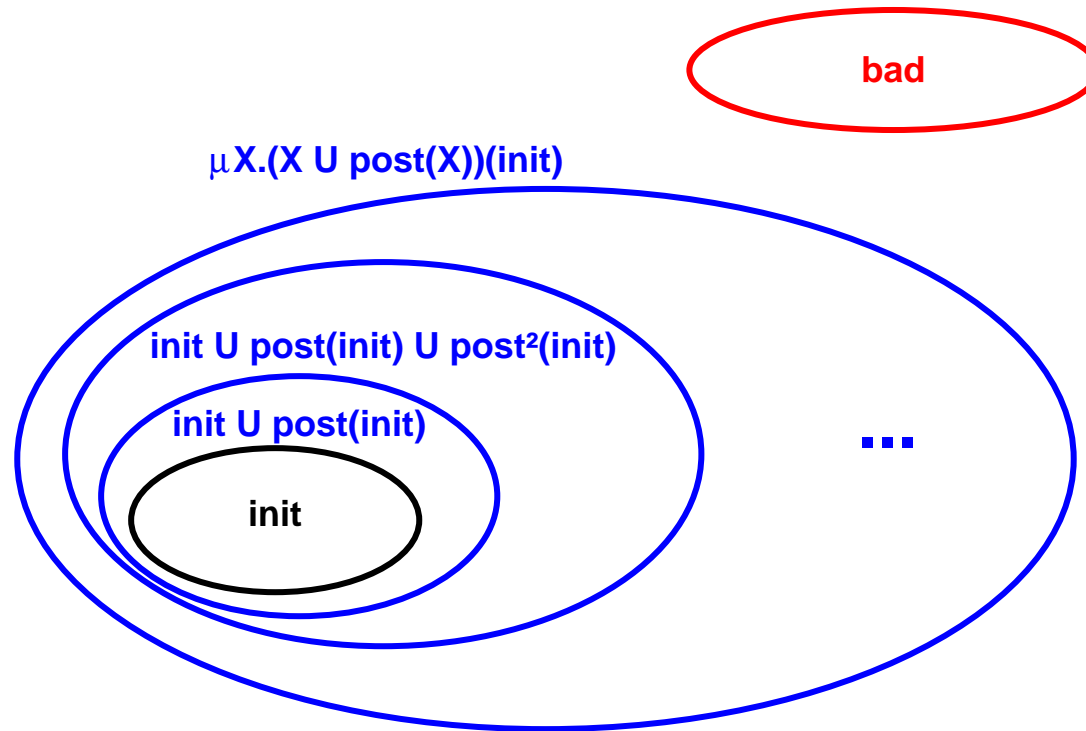 bad
μX.(X U post(X))(init)
init U post(init) U post²(init)
init U post(init)
...
init